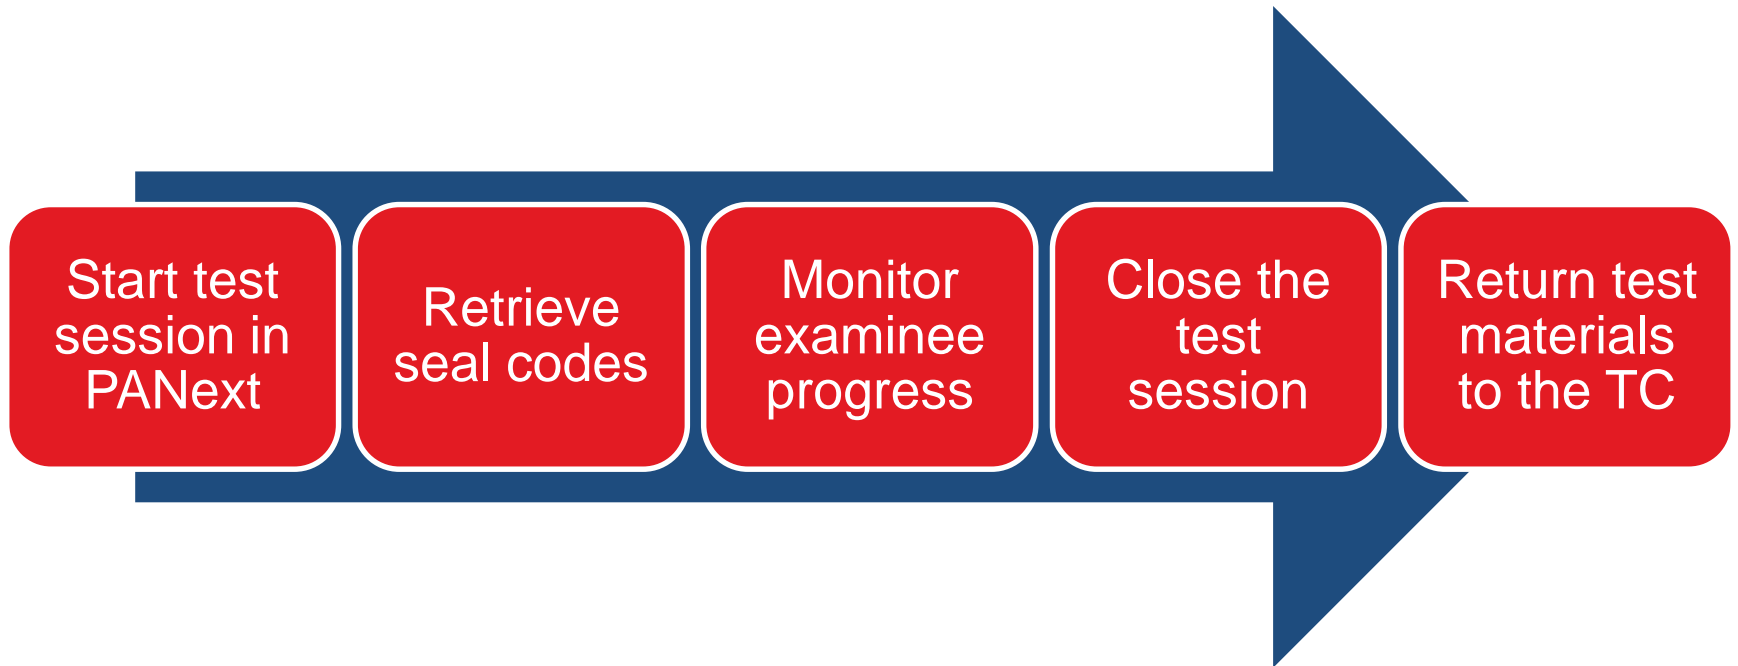 Start test
session in
PANext
Retrieve
seal codes
Monitor
examinee
progress
Close the
test
session
Return test
materials
to the TC